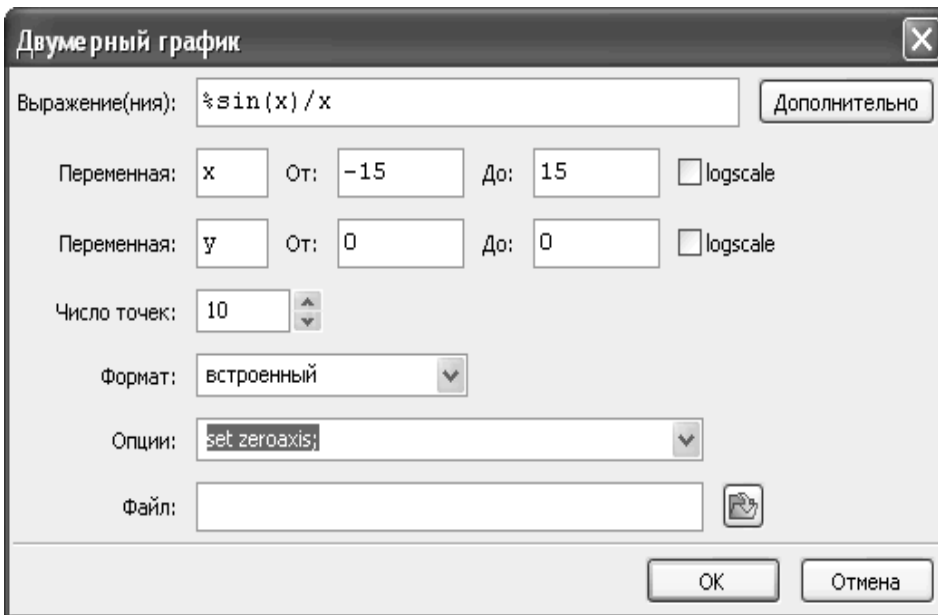 Двумерный график
Выражение(ния): %sin(x)/x Дополнительно
Переменная: x От: -15 До: 15 logscale
Переменная: y От: 0 До: 0 logscale
Число точек: 10
Формат: встроенный
Опции: set zeroaxis;
Файл:
OK Отмена